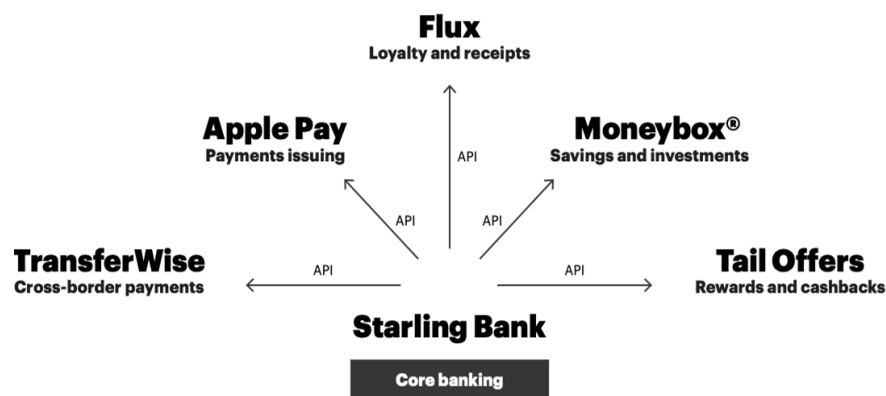 Flux
Loyalty and receipts
Apple Pay
Payments issuing
API
Moneybox®
Savings and investments
API
API
TransferWise
Cross-border payments
API
API
Tail Offers
Rewards and cashbacks
Starling Bank
Core banking